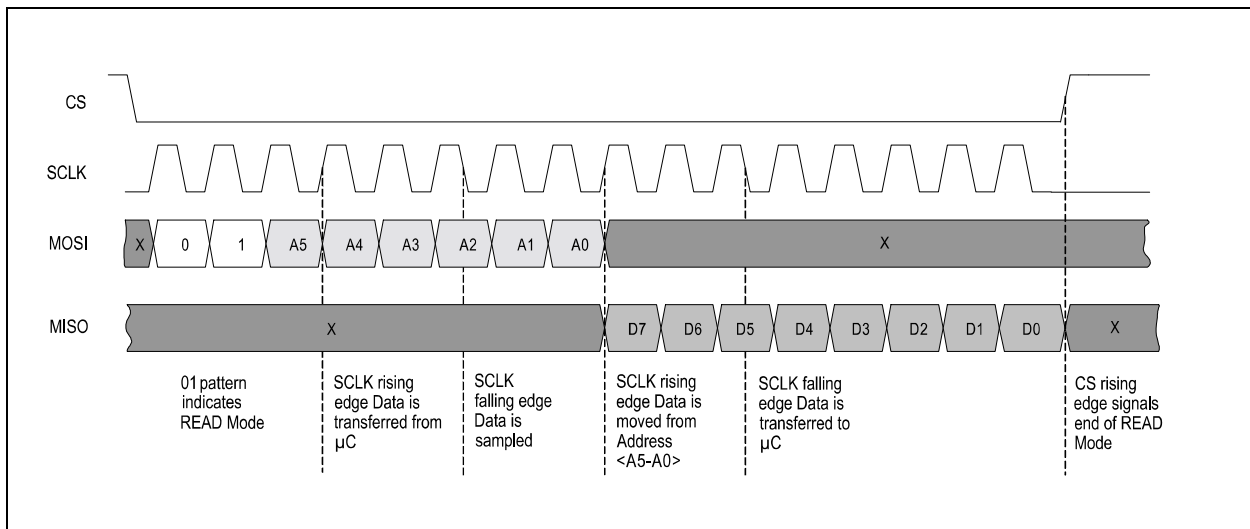 CS
SCLK
MOSI
X 0 1 A5 A4 A3 A2 A1 A0 X
MISO
X D7 D6 D5 D4 D3 D2 D1 D0 X
01 pattern
indicates
READ Mode
SCLK rising
edge Data is
transferred from
µC
SCLK
falling edge
Data is
sampled
SCLK rising
edge Data is
moved from
Address
<A5-A0>
SCLK falling
edge Data is
transferred to
µC
CS rising
edge signals
end of READ
Mode